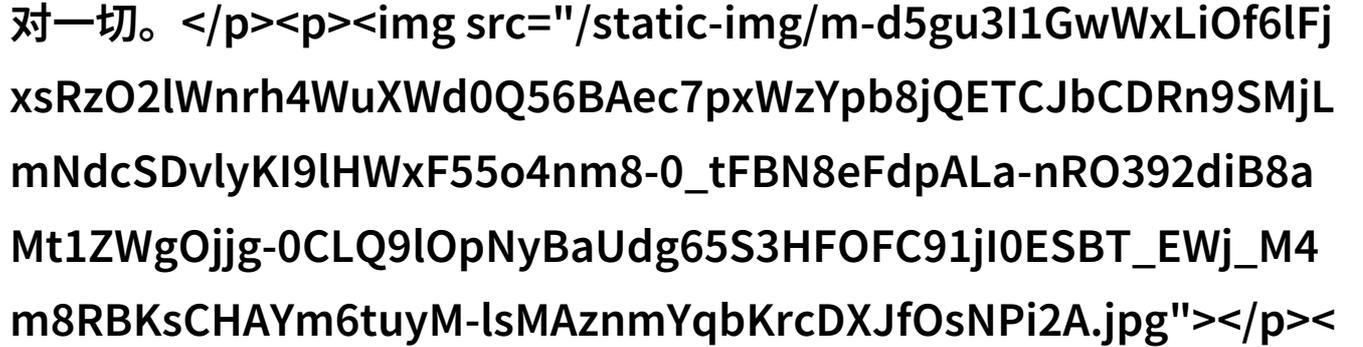 对一切。</p><p><img src="/static-img/m-d5gu3I1GwWxLiOf6lFj
xsRzO2lWnrh4WuXWd0Q56BAec7pxWzYpb8jQETCJbCDRn9SMjL
mNdcSDvlyKI9lHWxF55o4nm8-0_tFBN8eFdpALa-nRO392diB8a
Mt1ZWgOjjg-0CLQ9lOpNyBaUdg65S3HFOFC91jI0ESBT_EWj_M4
m8RBKsCHAYm6tuyM-lsMAznmYqbKrcDXJfOsNPi2A.jpg"></p><